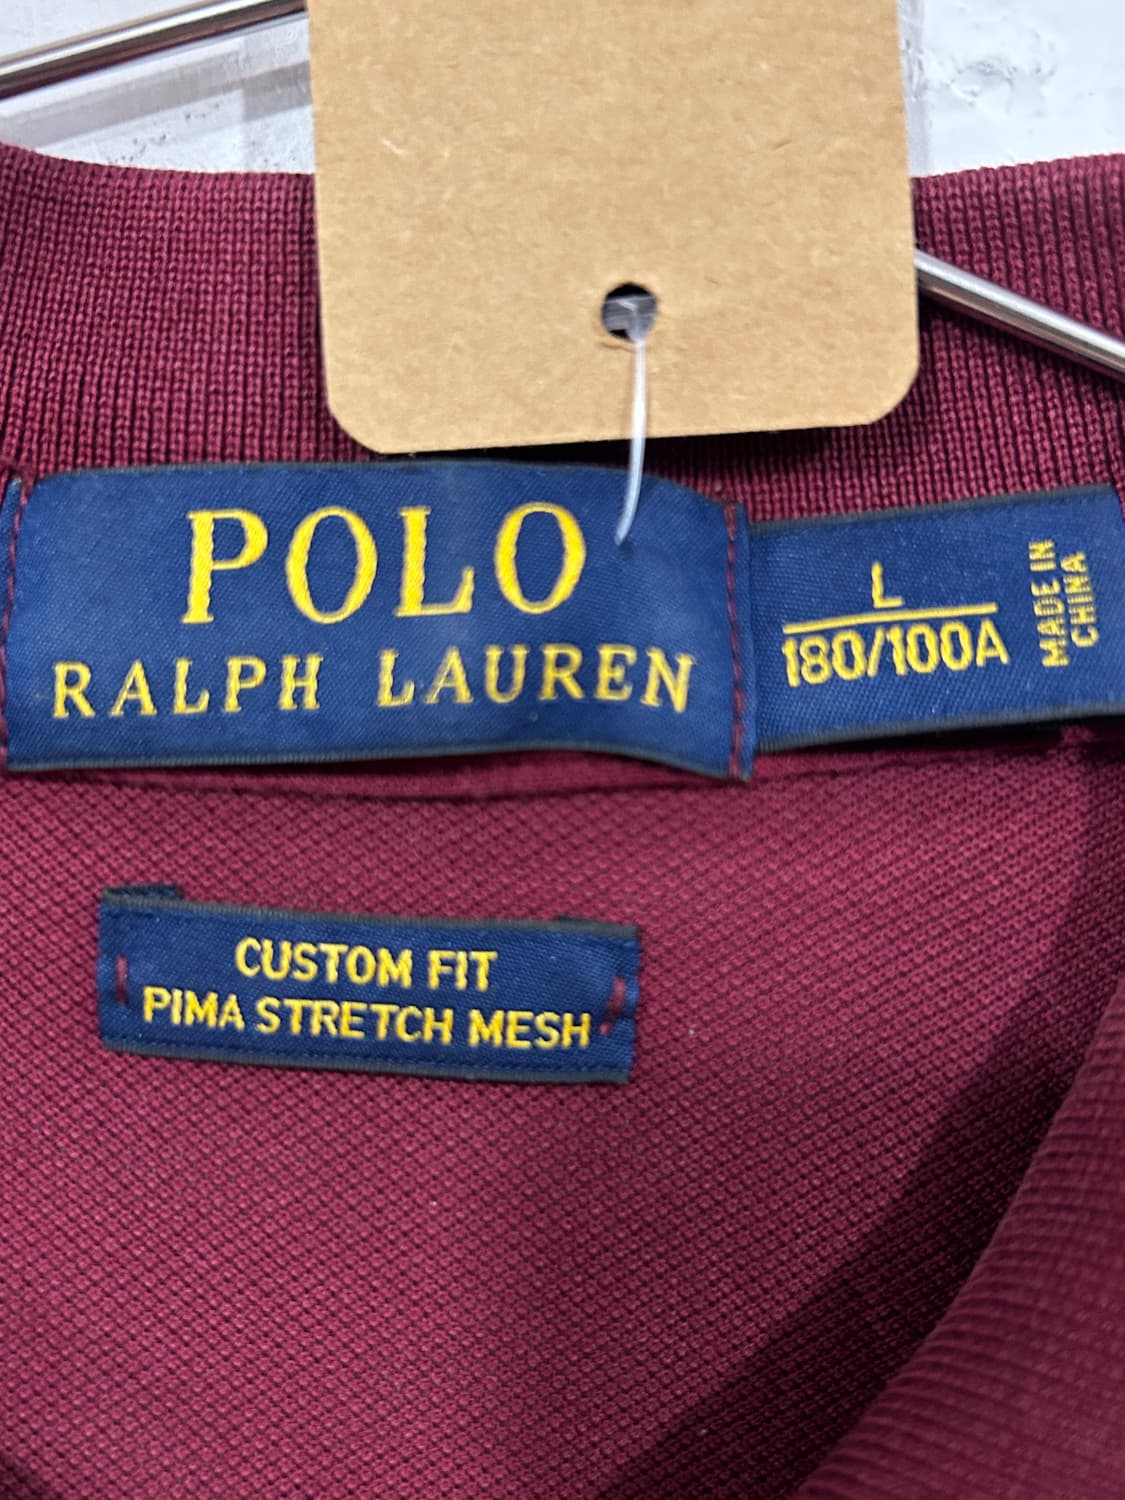 POLO
RALPH LAUREN
L
180/100A
MADE IN
CHINA
CUSTOM FIT
PIMA STRETCH MESH